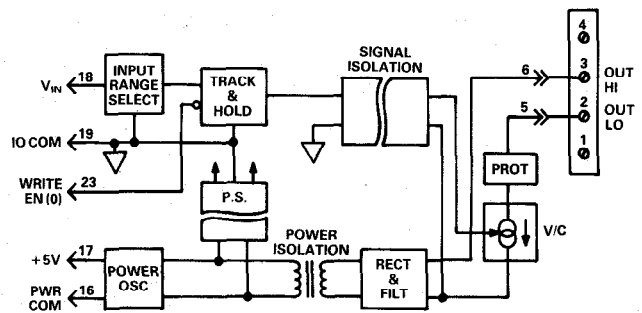 SIGNAL
ISOLATION
4
V_IN 18
INPUT
RANGE
SELECT
TRACK
&
HOLD
6
3
OUT
HI
5
2
OUT
LO
IO COM 19
1
WRITE
EN (0) 23
PROT
P.S.
V/C
POWER
ISOLATION
+5V 17
POWER
OSC
RECT
&
FILT
PWR
COM 16